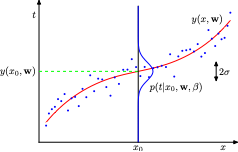 t
y(x, w)
y(x₀, w)
2σ
p(t|x₀, w, β)
x₀
x